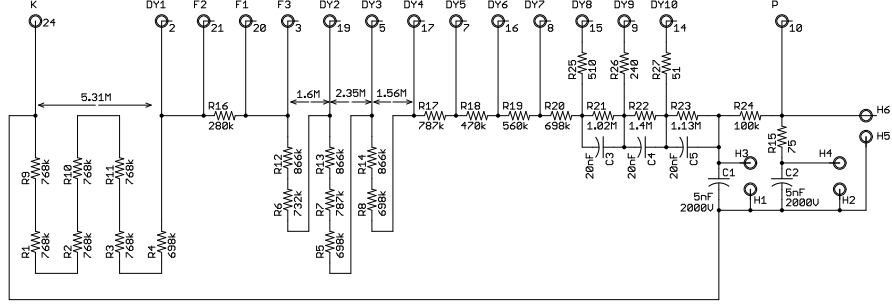 K DY1 F2 F1 F3 DY2 DY3 DY4 DY5 DY6 DY7 DY8 DY9 DY10 P
24 2 21 20 3 19 5 17 7 16 8 15 9 14 10
R25 510 R26 240 R27 51
5.31M 1.6M 2.35M 1.56M
R16 R17 R18 R19 R20 R21 R22 R23 R24 H6
280k 787k 470k 560k 698k 1.02M 1.4M 1.13M 100k
H5
R15 75
20nF C3 20nF C4 20nF C5
H3 H4
R9 768k R10 768k R11 768k R12 866k R13 866k R14 866k
C1 C2
5nF 5nF
2000V 2000V
H1 H2
R6 732k R7 787k R8 698k
R1 768k R2 768k R3 768k R4 698k R5 698k